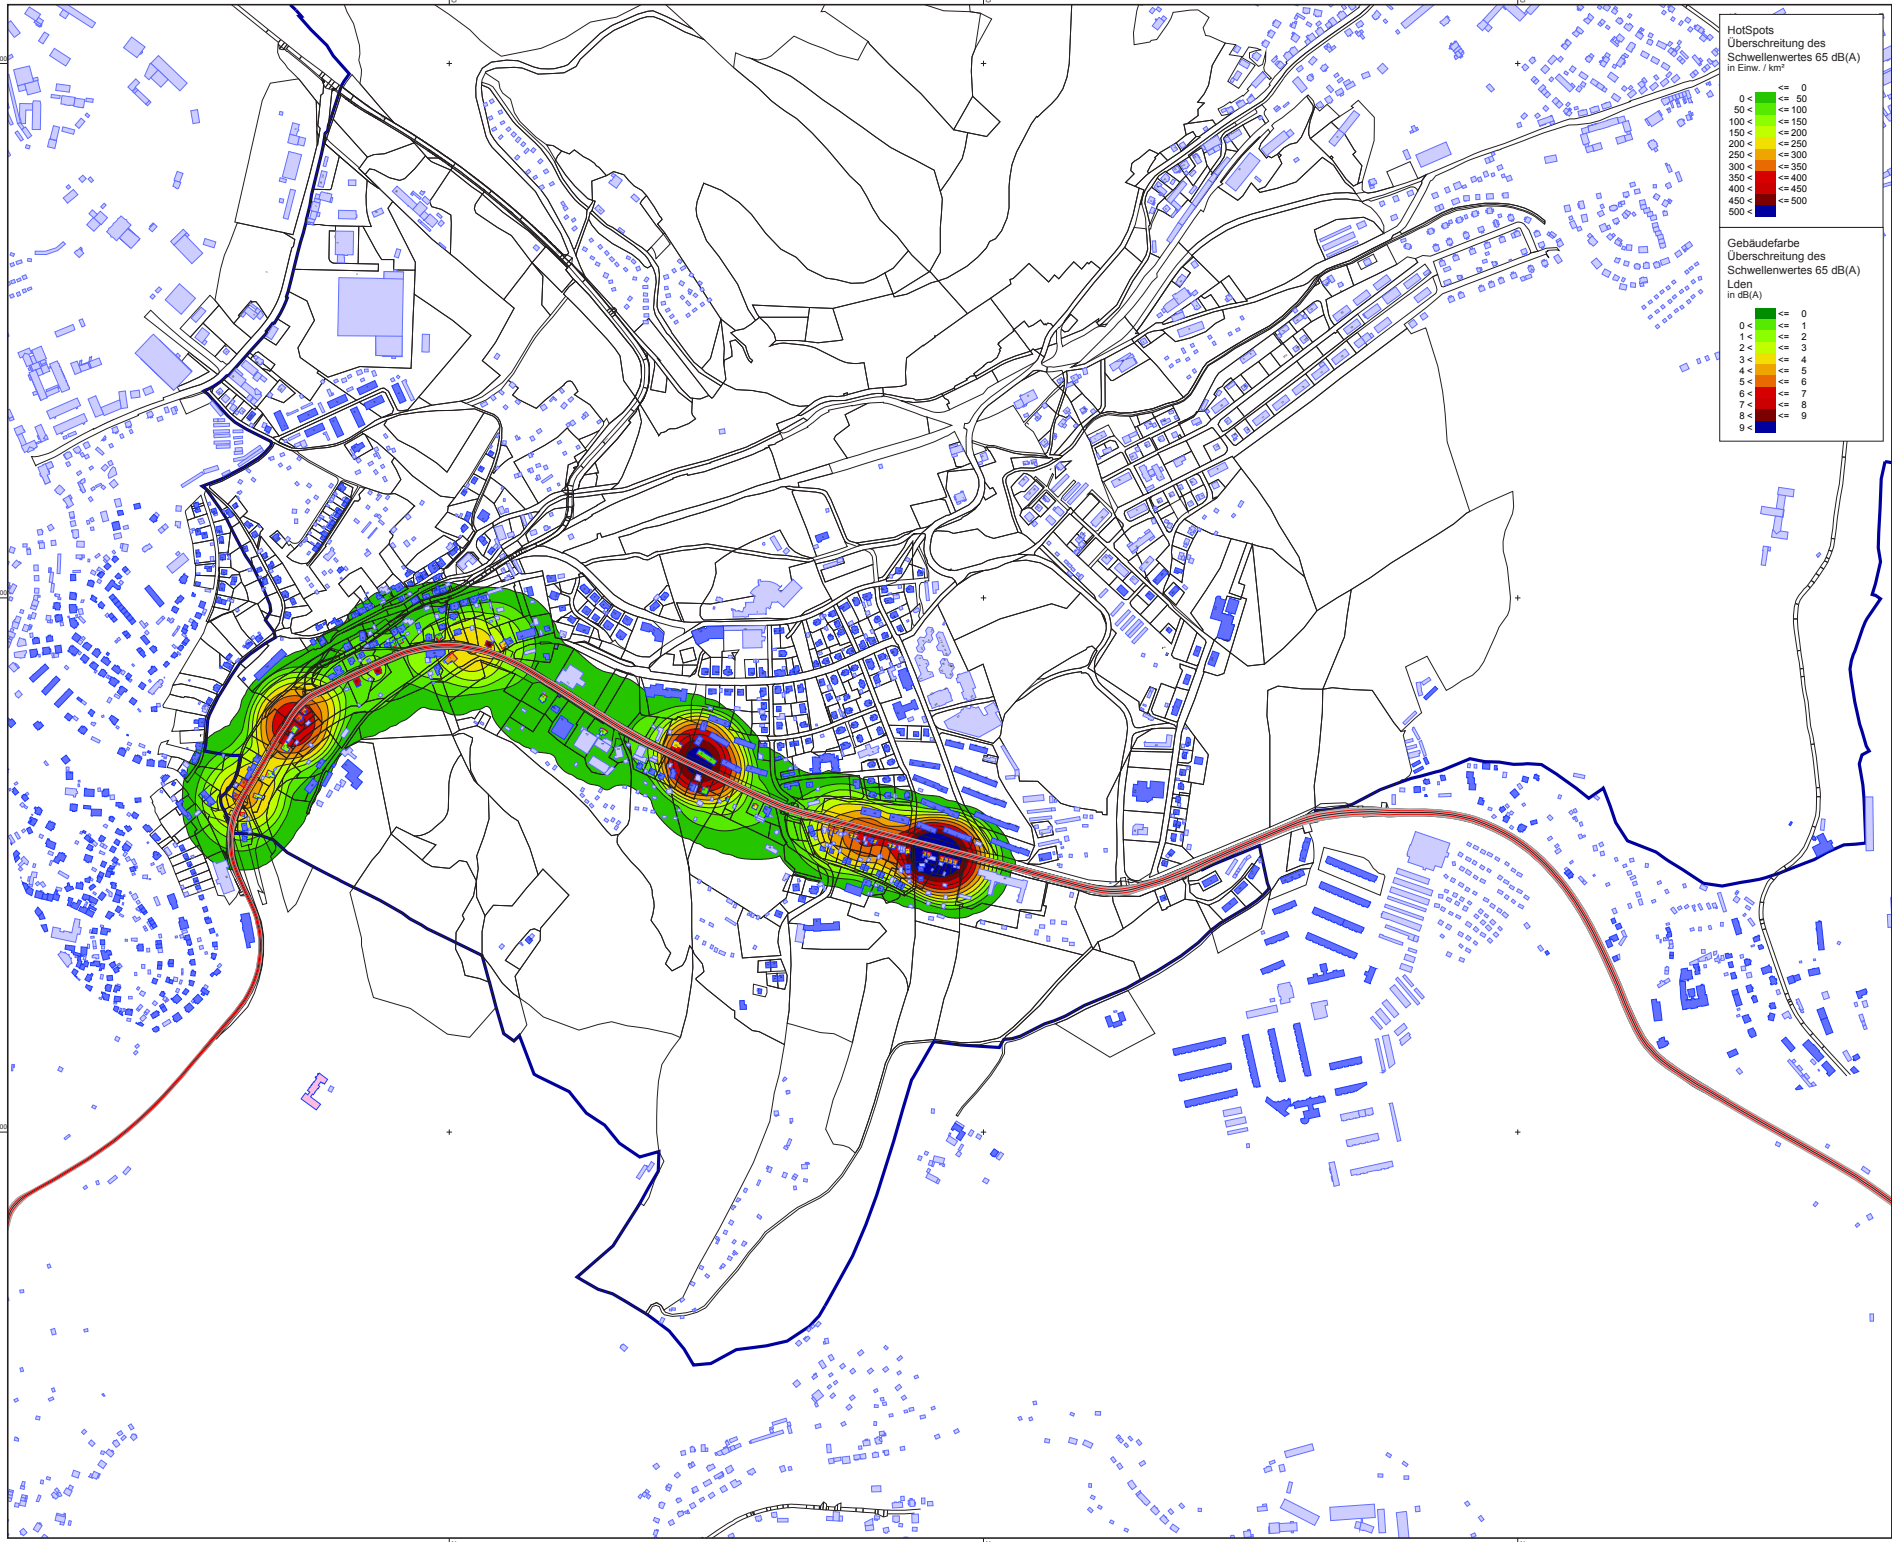 HotSpots
Überschreitung des
Schwellenwertes 65 dB(A)
in Einw. / km²
<= 0
0 < <= 50
50 < <= 100
100 < <= 150
150 < <= 200
200 < <= 250
250 < <= 300
300 < <= 350
350 < <= 400
400 < <= 450
450 < <= 500
500 <
Gebäudefarbe
Überschreitung des
Schwellenwertes 65 dB(A)
Lden
in dB(A)
<= 0
0 < <= 1
1 < <= 2
2 < <= 3
3 < <= 4
4 < <= 5
5 < <= 6
6 < <= 7
7 < <= 8
8 < <= 9
9 <